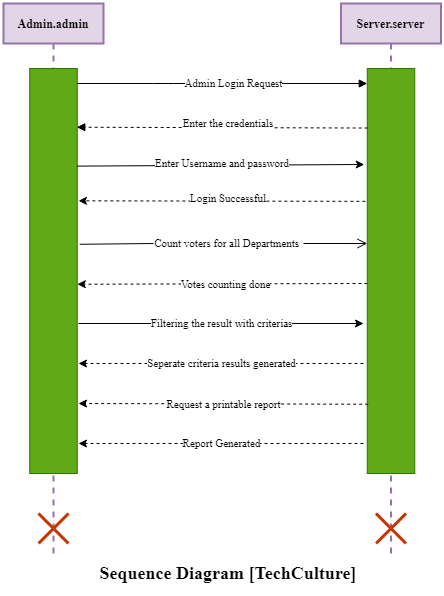 Admin.admin
Server.server
Admin Login Request
Enter the credentials
Enter Username and password
Login Successful
Count voters for all Departments
Votes counting done
Filtering the result with criterias
Seperate criteria results generated
Request a printable report
Report Generated
Sequence Diagram [TechCulture]